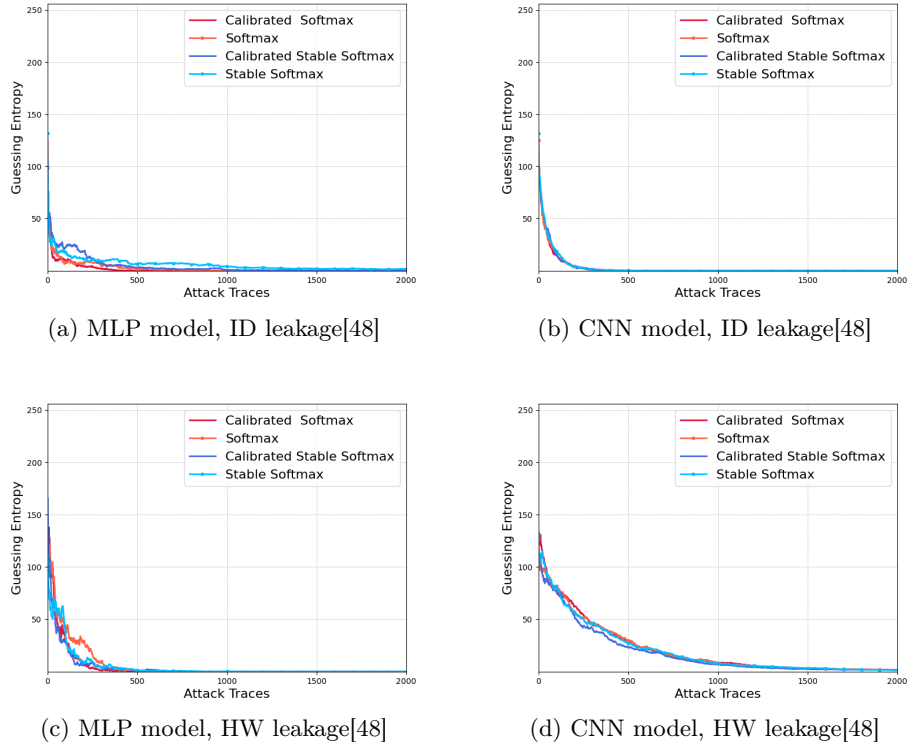 250
200
150
100
50
Guessing Entropy
Calibrated  Softmax
Softmax
Calibrated Stable Softmax
Stable Softmax
0 500 1000 1500 2000
Attack Traces
(a) MLP model, ID leakage[48]
250
200
150
100
50
Guessing Entropy
Calibrated  Softmax
Softmax
Calibrated Stable Softmax
Stable Softmax
0 500 1000 1500 2000
Attack Traces
(b) CNN model, ID leakage[48]
250
200
150
100
50
Guessing Entropy
Calibrated  Softmax
Softmax
Calibrated Stable Softmax
Stable Softmax
0 500 1000 1500 2000
Attack Traces
(c) MLP model, HW leakage[48]
250
200
150
100
50
Guessing Entropy
Calibrated  Softmax
Softmax
Calibrated Stable Softmax
Stable Softmax
0 500 1000 1500 2000
Attack Traces
(d) CNN model, HW leakage[48]